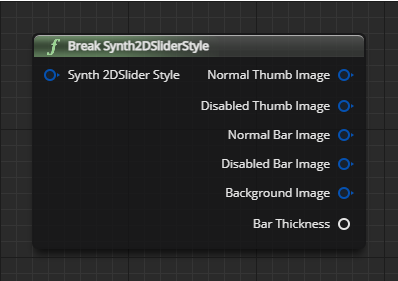 Break Synth2DSliderStyle
Synth 2DSlider Style
Normal Thumb Image
Disabled Thumb Image
Normal Bar Image
Disabled Bar Image
Background Image
Bar Thickness